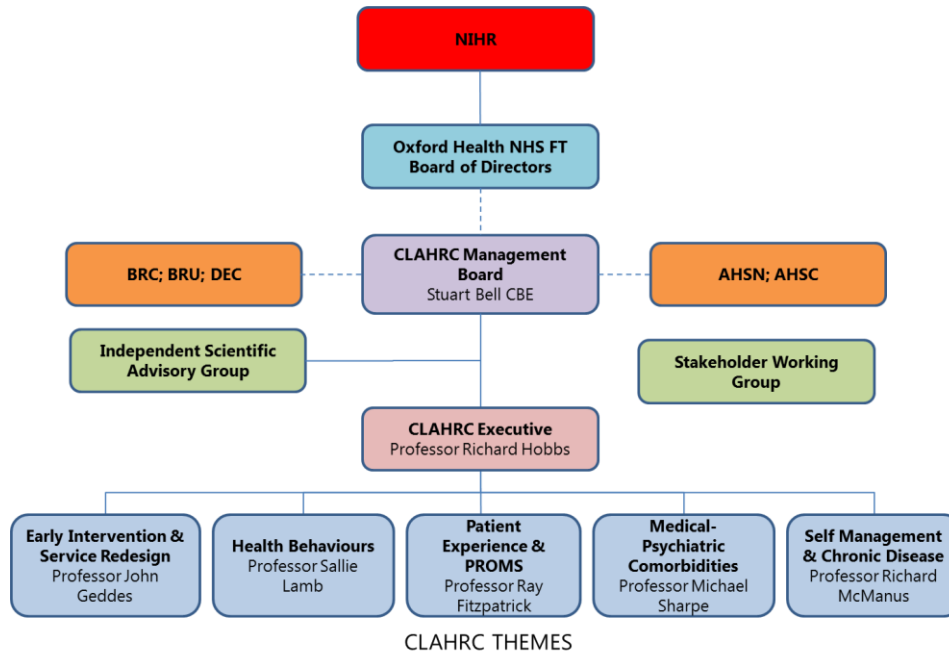 NIHR
Oxford Health NHS FT
Board of Directors
BRC; BRU; DEC
CLAHRC Management
Board
Stuart Bell CBE
AHSN; AHSC
Independent Scientific
Advisory Group
Stakeholder Working
Group
CLAHRC Executive
Professor Richard Hobbs
Early Intervention &
Service Redesign
Professor John
Geddes
Health Behaviours
Professor Sallie
Lamb
Patient
Experience &
PROMS
Professor Ray
Fitzpatrick
Medical-
Psychiatric
Comorbidities
Professor Michael
Sharpe
Self Management
& Chronic Disease
Professor Richard
McManus
CLAHRC THEMES